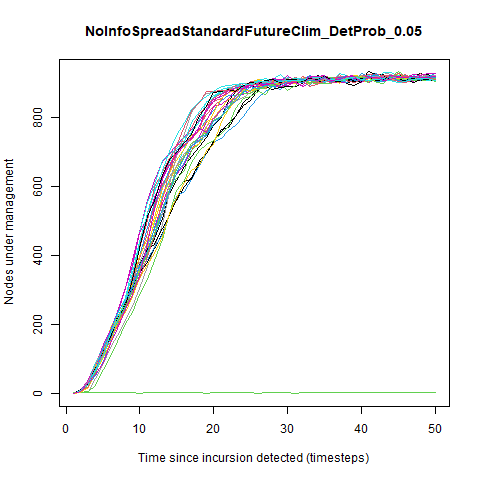 NoInfoSpreadStandardFutureClim_DetProb_0.05
Nodes under management
800
600
400
200
0
0 10 20 30 40 50
Time since incursion detected (timesteps)